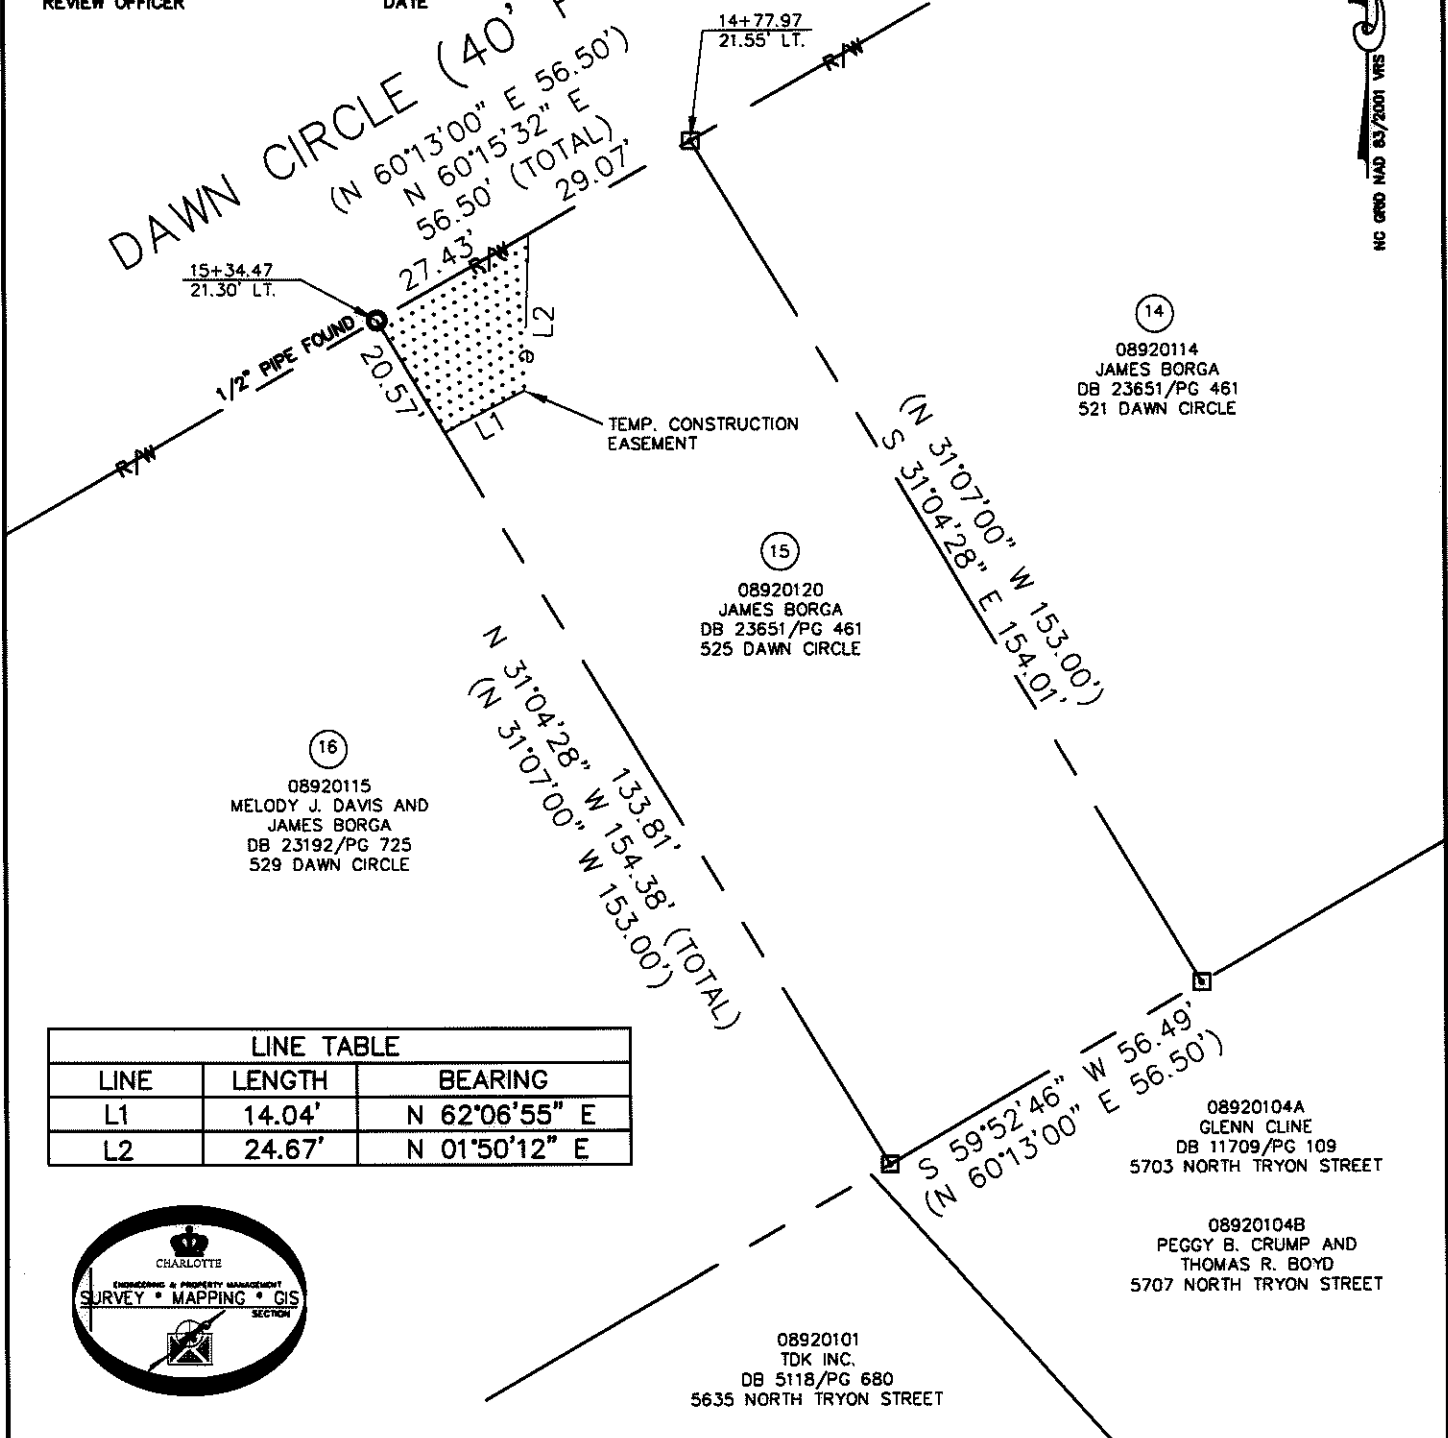 REVIEW OFFICER
DATE
DAWN CIRCLE (40'
(N 60°13'00" E 56.50')
N 60°15'32" E
56.50' (TOTAL)
29.07'
27.43'
R/W
14+77.97
21.55' LT.
R/W
NC GRID NAD 83/2001 VRS
15+34.47
21.30' LT.
1/2" PIPE FOUND
R/W
20.57'
L1
L2
e
TEMP. CONSTRUCTION
EASEMENT
14
08920114
JAMES BORGA
DB 23651/PG 461
521 DAWN CIRCLE
(N 31°07'00" W 153.00')
S 31°04'28" E 154.01'
15
08920120
JAMES BORGA
DB 23651/PG 461
525 DAWN CIRCLE
133.81'
N 31°04'28" W 154.38' (TOTAL)
(N 31°07'00" W 153.00')
16
08920115
MELODY J. DAVIS AND
JAMES BORGA
DB 23192/PG 725
529 DAWN CIRCLE
LINE TABLE
LINE LENGTH BEARING
L1 14.04' N 62°06'55" E
L2 24.67' N 01°50'12" E
S 59°52'46" W 56.49'
(N 60°13'00" E 56.50')
08920104A
GLENN CLINE
DB 11709/PG 109
5703 NORTH TRYON STREET
08920104B
PEGGY B. CRUMP AND
THOMAS R. BOYD
5707 NORTH TRYON STREET
08920101
TDK INC.
DB 5118/PG 680
5635 NORTH TRYON STREET
CHARLOTTE
ENGINEERING & PROPERTY MANAGEMENT
SURVEY * MAPPING * GIS
SECTION